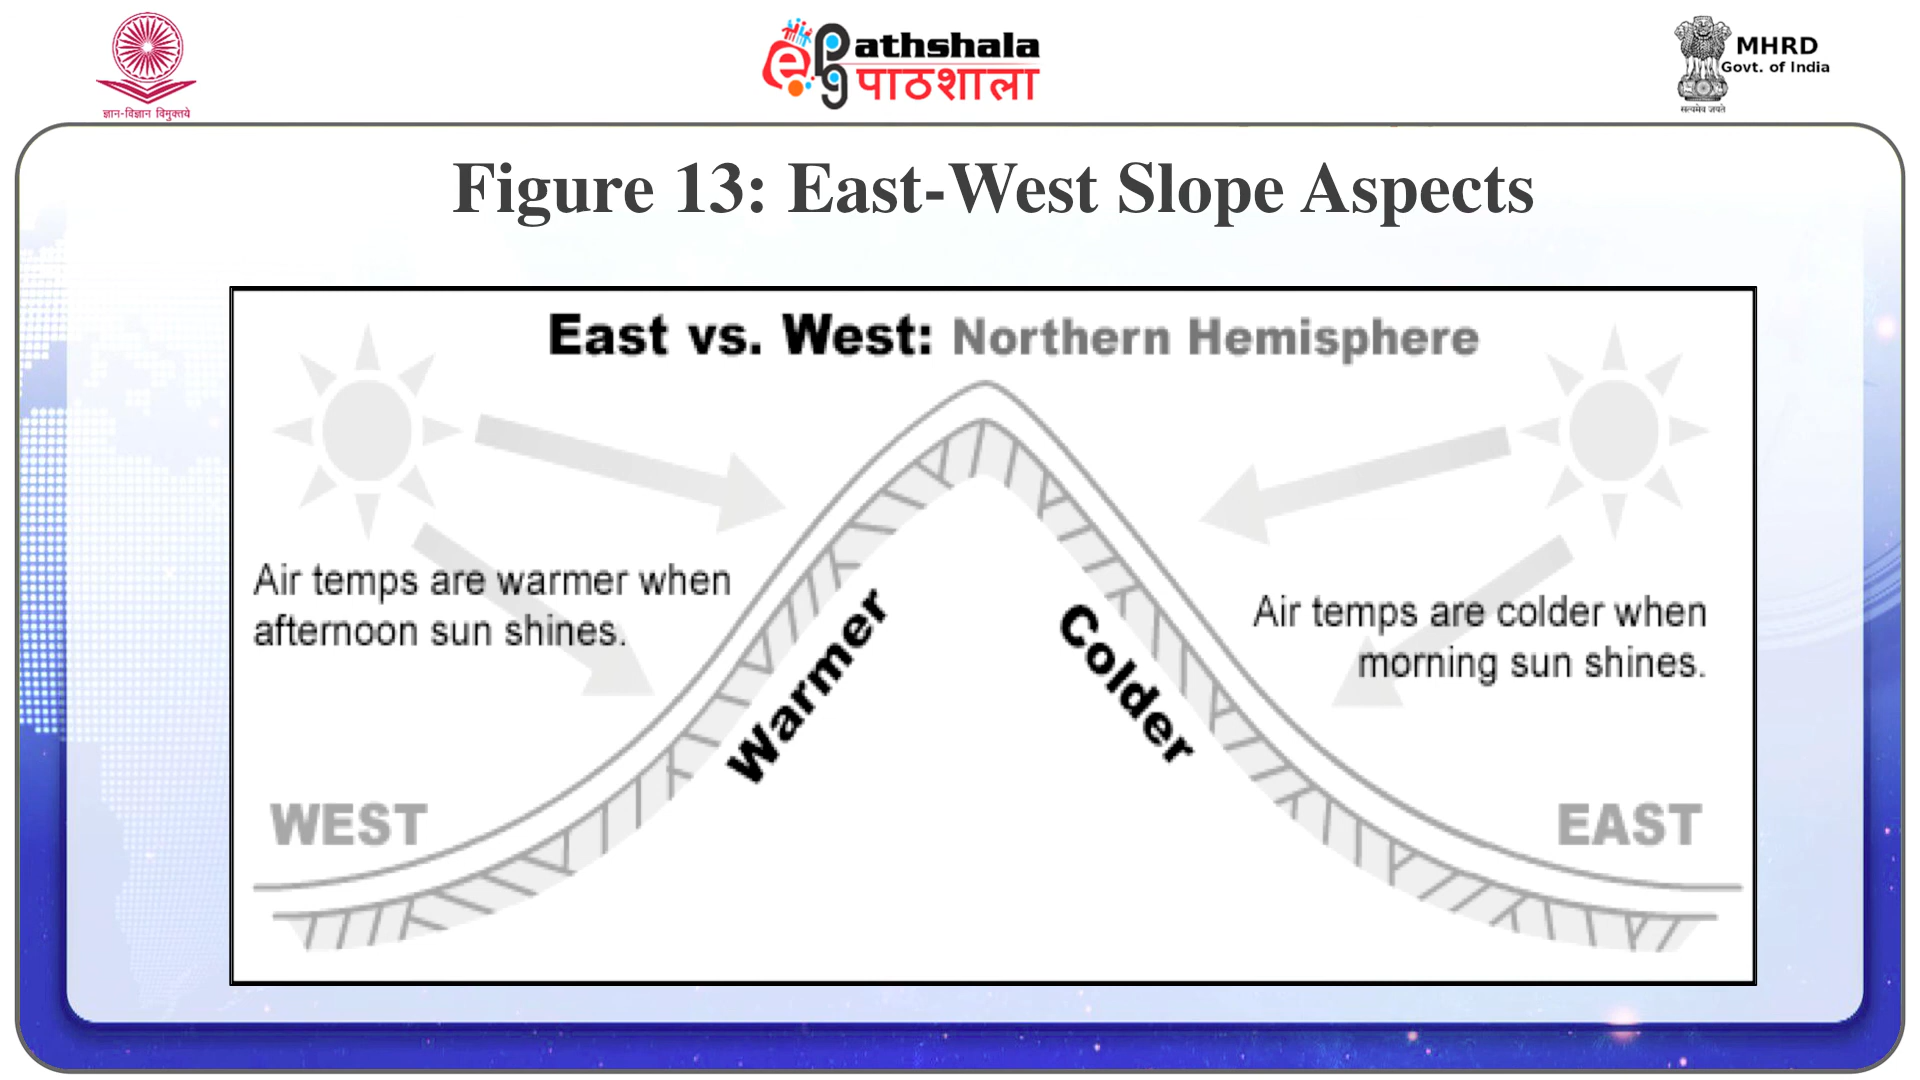 ज्ञान-विज्ञान विमुक्तये
ePG athshala
पाठशाला
MHRD
Govt. of India
सत्यमेव जयते
Figure 13: East-West Slope Aspects
East vs. West: Northern Hemisphere
Air temps are warmer when
afternoon sun shines.
Air temps are colder when
morning sun shines.
Warmer
Colder
WEST
EAST